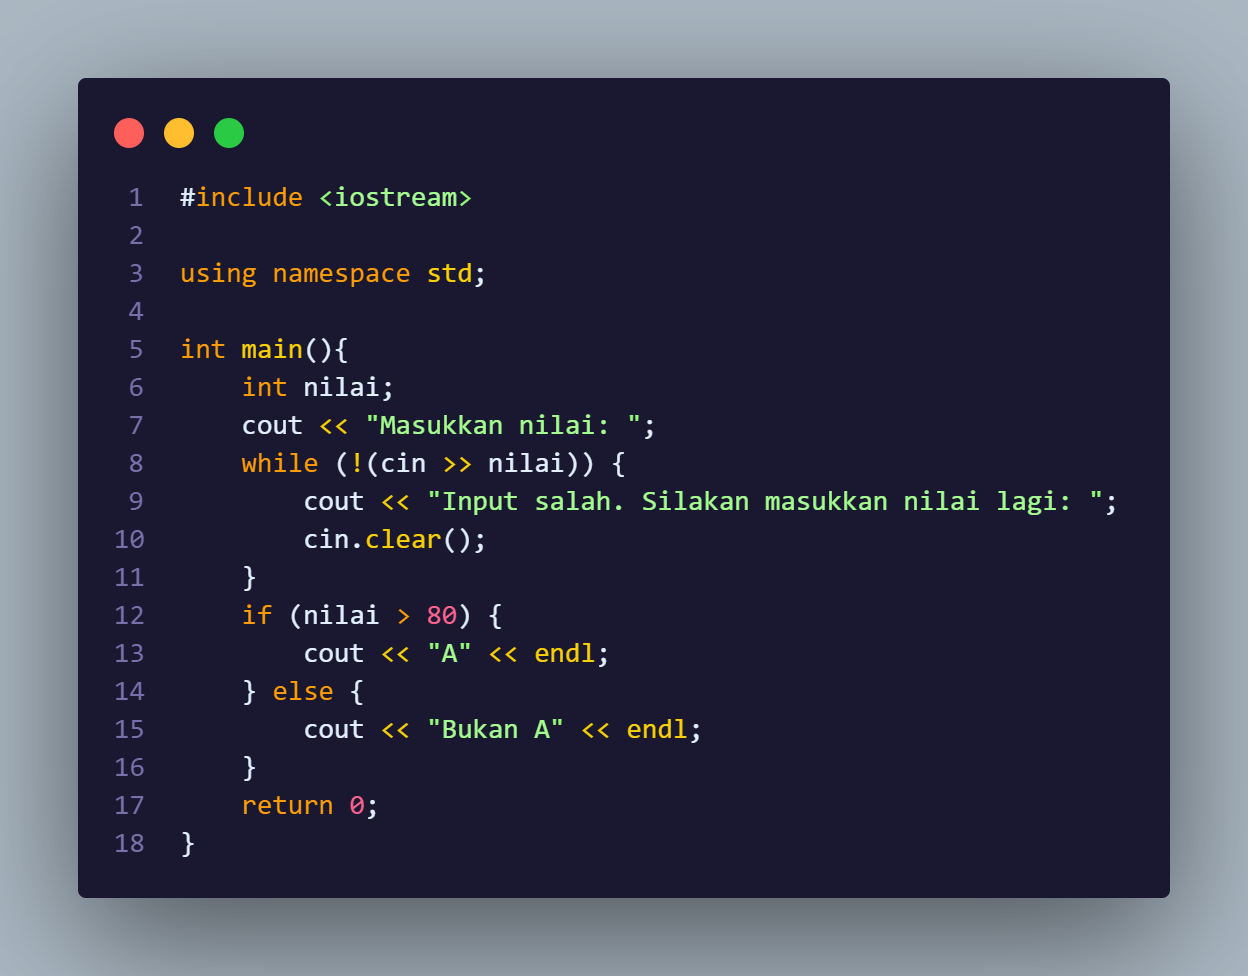 1 #include <iostream>
2
3 using namespace std;
4
5 int main(){
6     int nilai;
7     cout << "Masukkan nilai: ";
8     while (!(cin >> nilai)) {
9         cout << "Input salah. Silakan masukkan nilai lagi: ";
10         cin.clear();
11     }
12     if (nilai > 80) {
13         cout << "A" << endl;
14     } else {
15         cout << "Bukan A" << endl;
16     }
17     return 0;
18 }